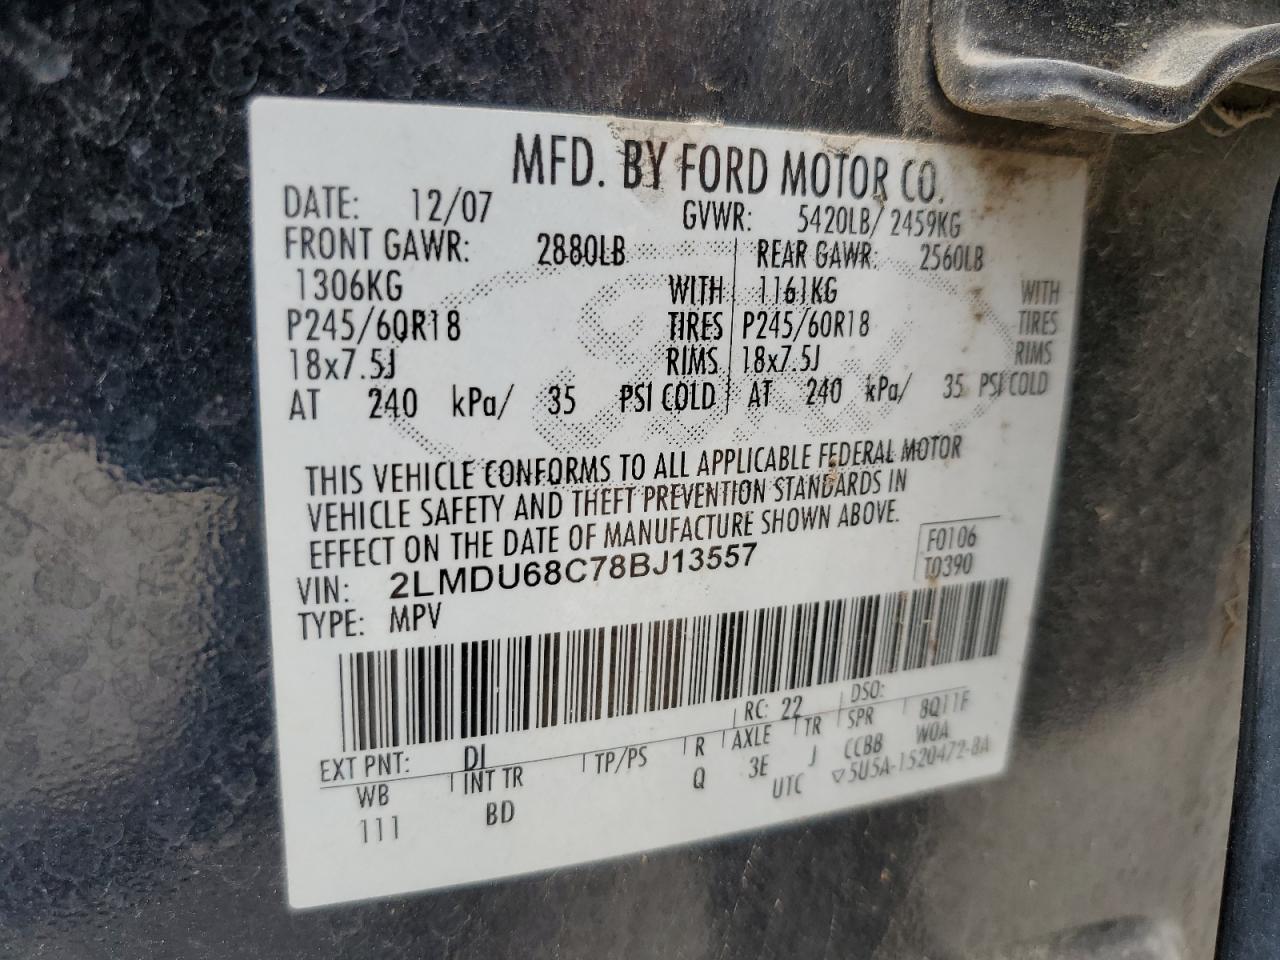 MFD. BY FORD MOTOR CO.
DATE: 12/07 GVWR: 5420LB/ 2459KG
FRONT GAWR: 2880LB REAR GAWR: 2560LB
1306KG WITH 1161KG WITH
P245/60R18 TIRES P245/60R18 TIRES
18x7.5J RIMS 18x7.5J RIMS
AT 240 kPa/ 35 PSI COLD AT 240 kPa/ 35 PSI COLD
THIS VEHICLE CONFORMS TO ALL APPLICABLE FEDERAL MOTOR
VEHICLE SAFETY AND THEFT PREVENTION STANDARDS IN
EFFECT ON THE DATE OF MANUFACTURE SHOWN ABOVE.
F0106
VIN: 2LMDU68C78BJ13557 T0390
TYPE: MPV
EXT PNT: DI RC: 22 DSO:
WB INT TR TP/PS R AXLE TR SPR 8Q11F
111 BD Q 3E J CCBB W0A
UTC ▽5U5A-1520472-BA